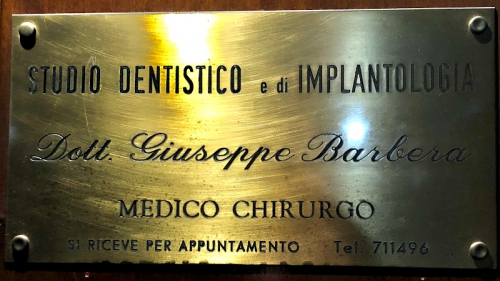 STUDIO DENTISTICO e di IMPLANTOLOGIA
Dott. Giuseppe Barbera
MEDICO CHIRURGO
SI RICEVE PER APPUNTAMENTO Tel. 711496